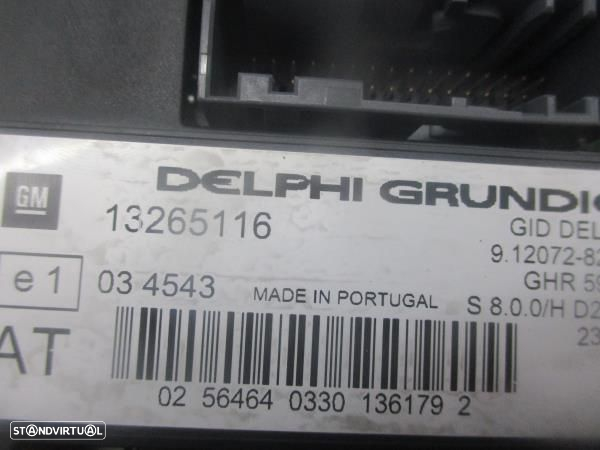 DELPHI GRUNDIG
GM
13265116
GID DEL
9.12072-82
e 1
03 4543
MADE IN PORTUGAL
GHR 59
S 8.0.0/H D2
23
AT
02 56464 0330 136179 2
STANDVIRTUAL